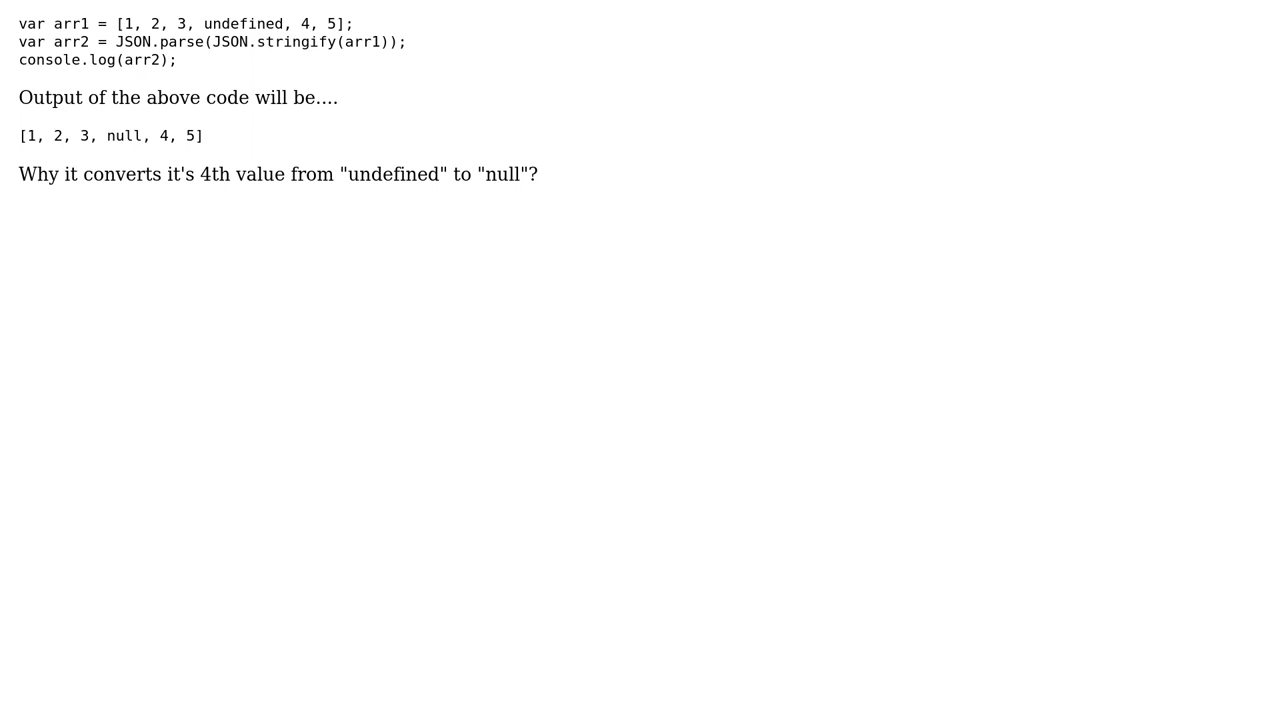 var arr1 = [1, 2, 3, undefined, 4, 5];
var arr2 = JSON.parse(JSON.stringify(arr1));
console.log(arr2);
Output of the above code will be....
[1, 2, 3, null, 4, 5]
Why it converts it's 4th value from "undefined" to "null"?